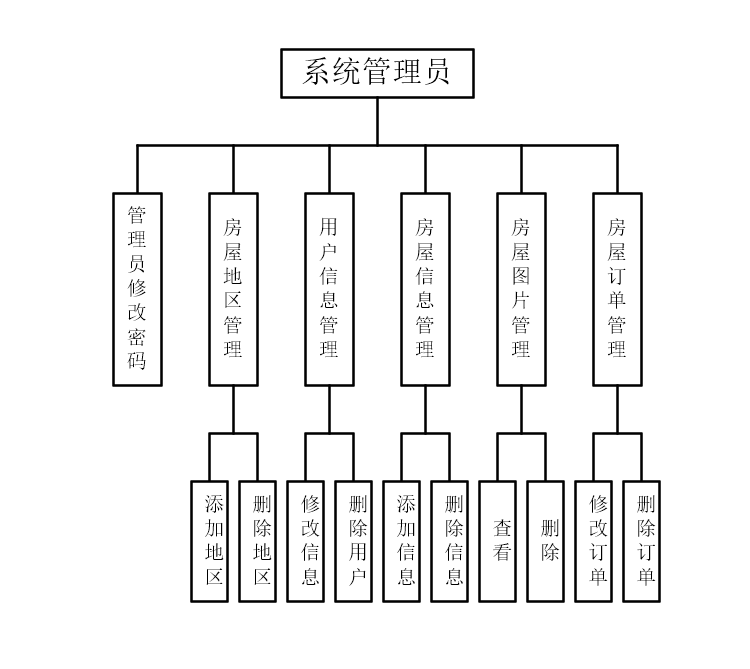 系统管理员
管理员修改密码
房屋地区管理
用户信息管理
房屋信息管理
房屋图片管理
房屋订单管理
添加地区
删除地区
修改信息
删除用户
添加信息
删除信息
查看
删除
修改订单
删除订单